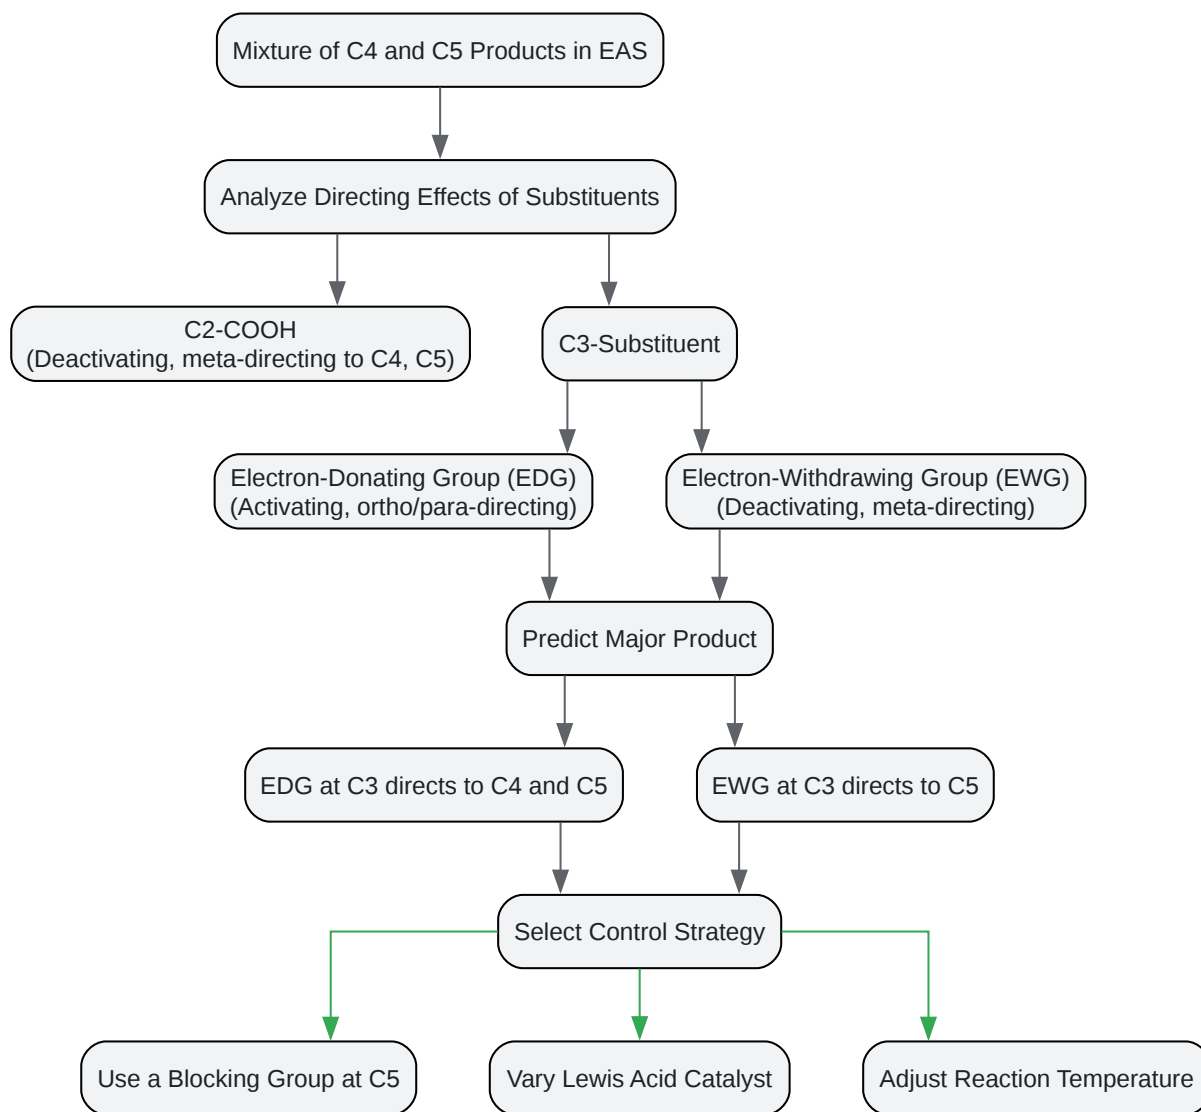 Mixture of C4 and C5 Products in EAS
Analyze Directing Effects of Substituents
C2-COOH
(Deactivating, meta-directing to C4, C5)
C3-Substituent
Electron-Donating Group (EDG)
(Activating, ortho/para-directing)
Electron-Withdrawing Group (EWG)
(Deactivating, meta-directing)
Predict Major Product
EDG at C3 directs to C4 and C5
EWG at C3 directs to C5
Select Control Strategy
Use a Blocking Group at C5
Vary Lewis Acid Catalyst
Adjust Reaction Temperature